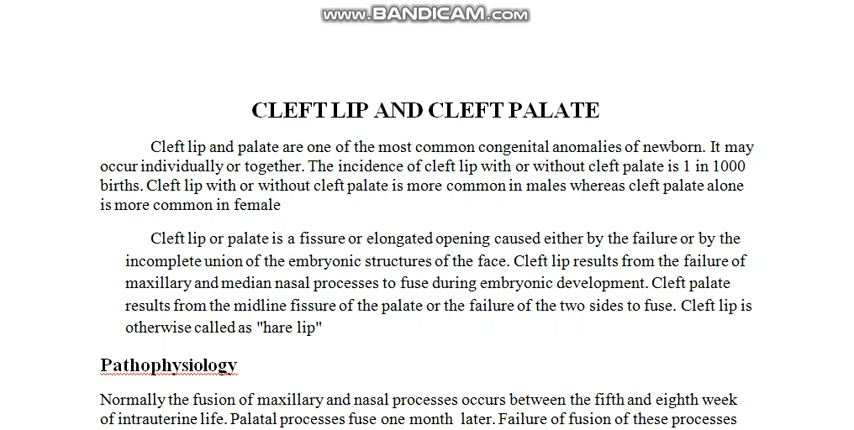 www.BANDICAM.com
CLEFT LIP AND CLEFT PALATE
Cleft lip and palate are one of the most common congenital anomalies of newborn. It may
occur individually or together. The incidence of cleft lip with or without cleft palate is 1 in 1000
births. Cleft lip with or without cleft palate is more common in males whereas cleft palate alone
is more common in female
Cleft lip or palate is a fissure or elongated opening caused either by the failure or by the
incomplete union of the embryonic structures of the face. Cleft lip results from the failure of
maxillary and median nasal processes to fuse during embryonic development. Cleft palate
results from the midline fissure of the palate or the failure of the two sides to fuse. Cleft lip is
otherwise called as "hare lip"
Pathophysiology
Normally the fusion of maxillary and nasal processes occurs between the fifth and eighth week
of intrauterine life. Palatal processes fuse one month later. Failure of fusion of these processes